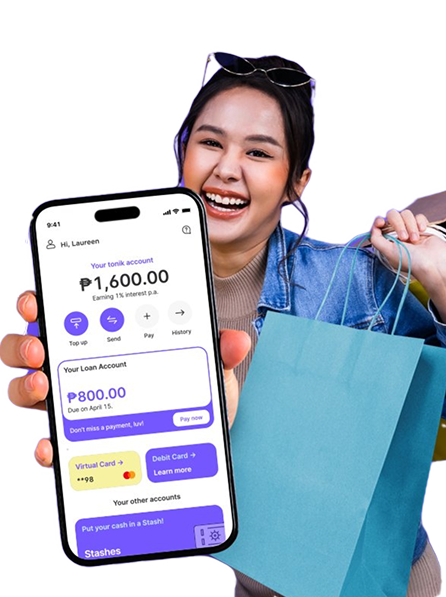 9:41
Hi, Laureen
Your tonik account
₱1,600.00
Earning 1% interest p.a.
Top up
Send
Pay
History
Your Loan Account
₱800.00
Due on April 15.
Don't miss a payment, luv!
Pay now
Virtual Card →
**98
Debit Card →
Learn more
Your other accounts
Put your cash in a Stash!
Stashes